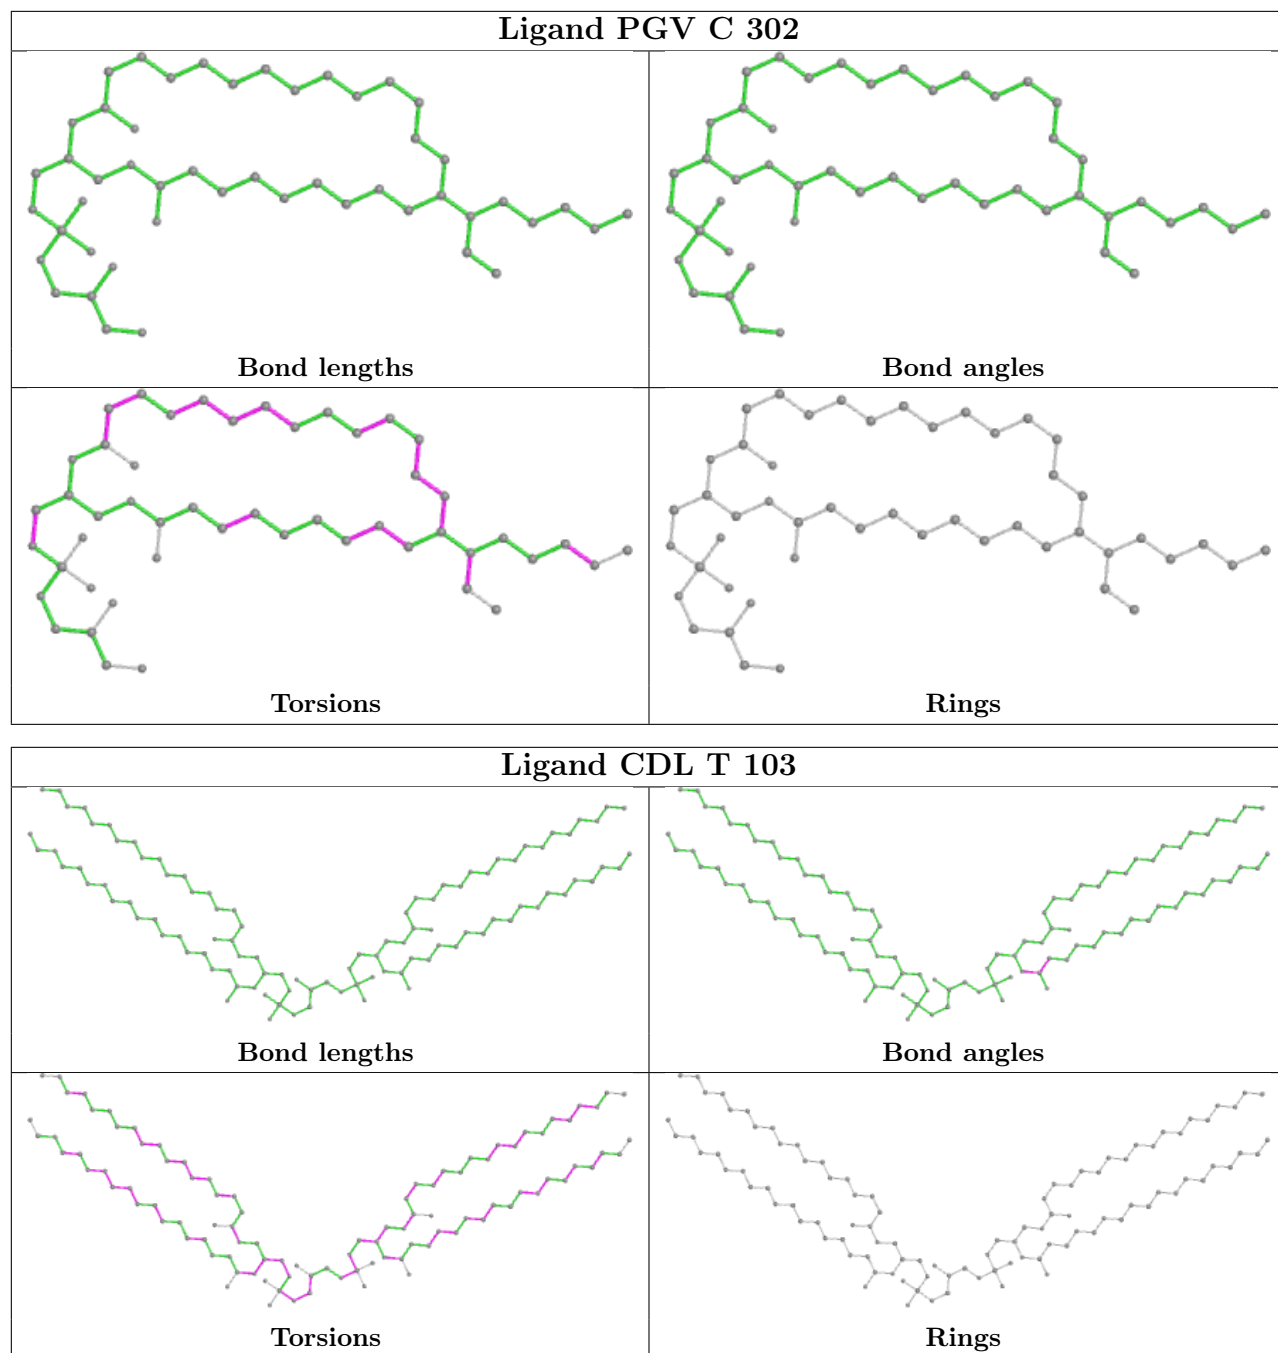 Ligand PGV C 302
Bond lengths
Bond angles
Torsions
Rings
Ligand CDL T 103
Bond lengths
Bond angles
Torsions
Rings